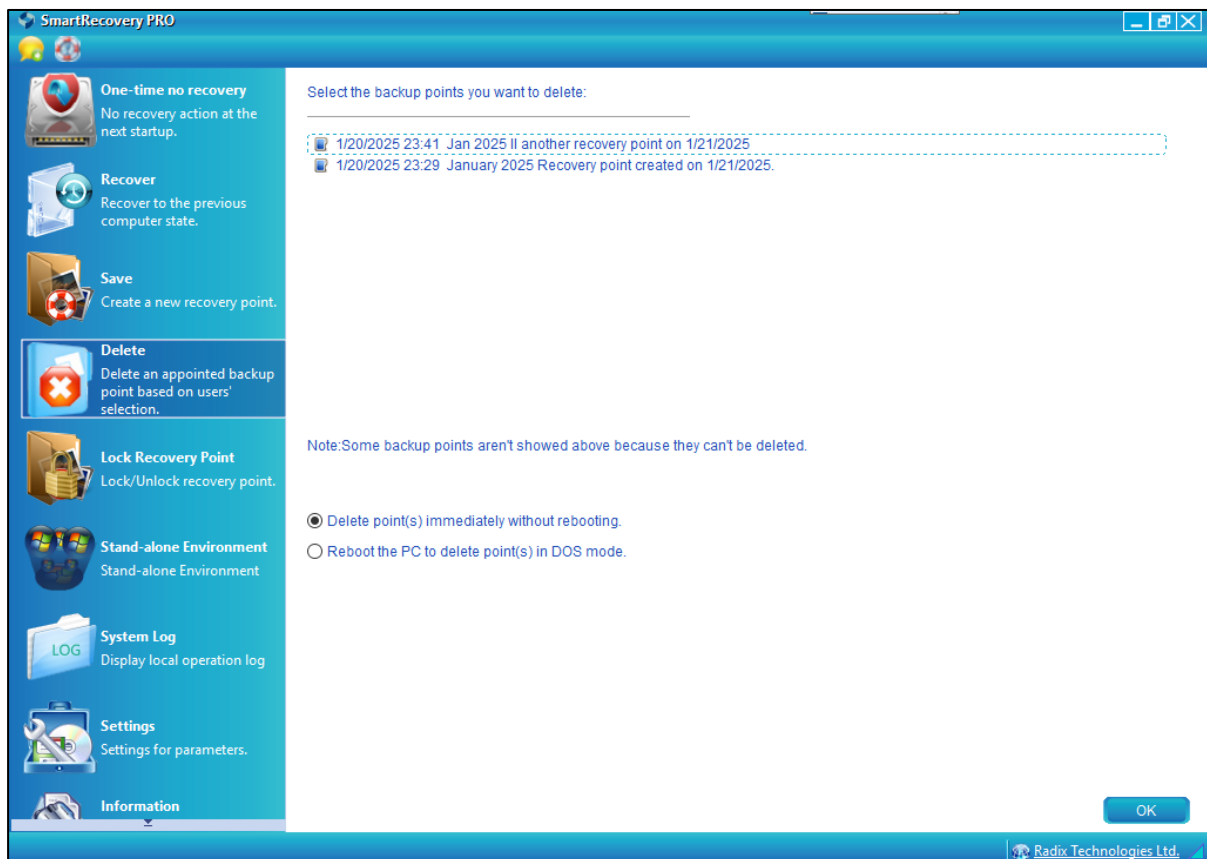 SmartRecovery PRO
One-time no recovery
No recovery action at the
next startup.
Recover
Recover to the previous
computer state.
Save
Create a new recovery point.
Delete
Delete an appointed backup
point based on users'
selection.
Lock Recovery Point
Lock/Unlock recovery point.
Stand-alone Environment
Stand-alone Environment
LOG
System Log
Display local operation log
Settings
Settings for parameters.
Information
Select the backup points you want to delete:
1/20/2025 23:41 Jan 2025 II another recovery point on 1/21/2025
1/20/2025 23:29 January 2025 Recovery point created on 1/21/2025.
Note:Some backup points aren't showed above because they can't be deleted.
Delete point(s) immediately without rebooting.
Reboot the PC to delete point(s) in DOS mode.
OK
Radix Technologies Ltd.